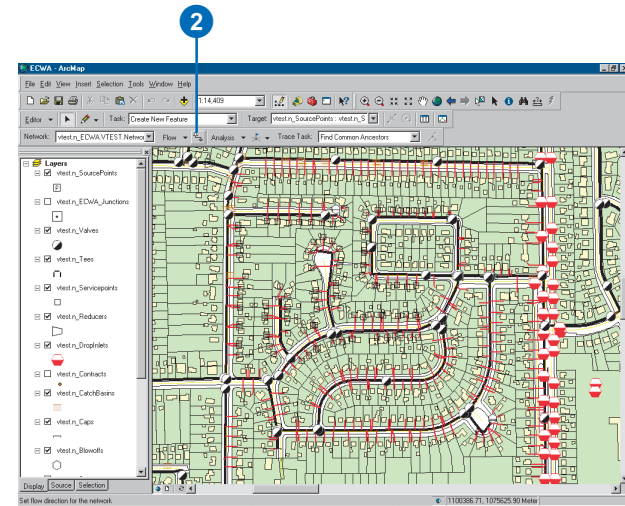 2
ECWA - ArcMap
File Edit View Insert Selection Tools Window Help
1:14,409
Editor Task: Create New Feature Target: vtest.n_SourcePoints : vtest.n_S
Network: vtest.n_ECWA.VTEST.Networ Flow Analysis Trace Task: Find Common Ancestors
Layers
vtest.n_SourcePoints
F
vtest.n_ECWA_Junctions
vtest.n_Valves
vtest.n_Tees
vtest.n_Servicepoints
vtest.n_Reducers
vtest.n_DropInlets
vtest.n_Contracts
vtest.n_CatchBasins
vtest.n_Caps
vtest.n_Blowoffs
Display Source Selection
Set flow direction for the network
1100386.71, 1075625.90 Meter